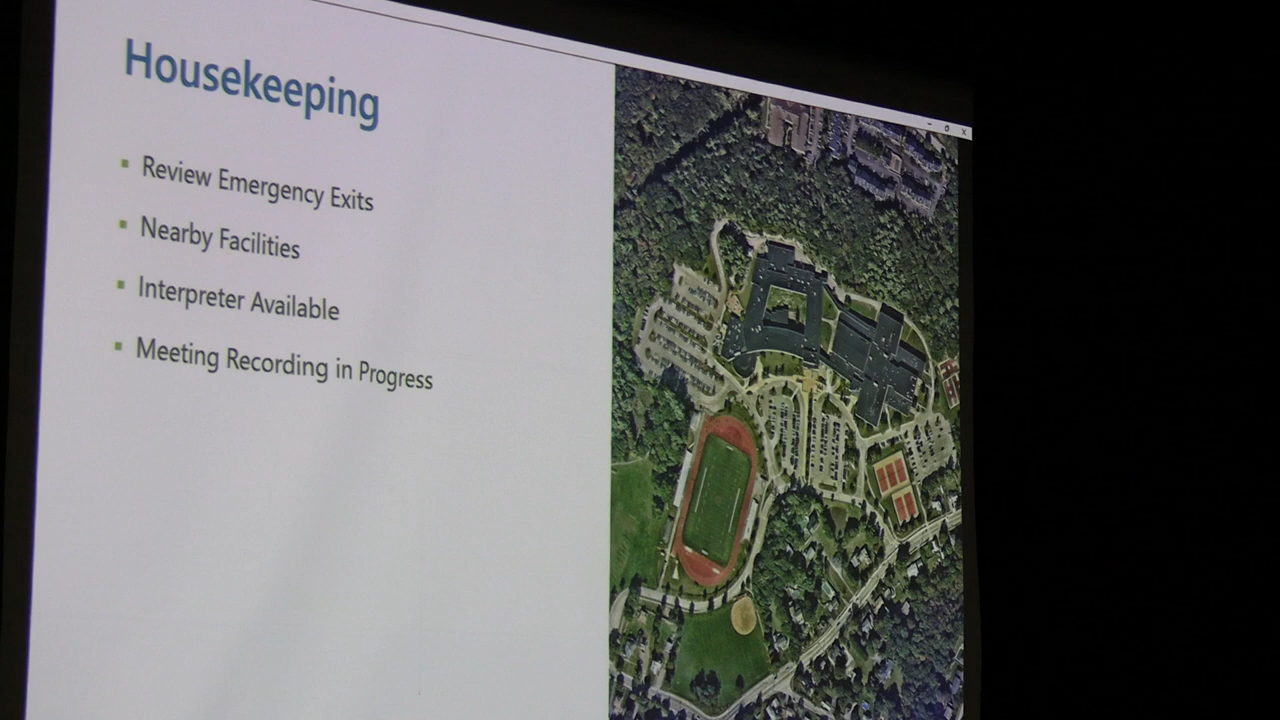 Housekeeping
Review Emergency Exits
Nearby Facilities
Interpreter Available
Meeting Recording in Progress